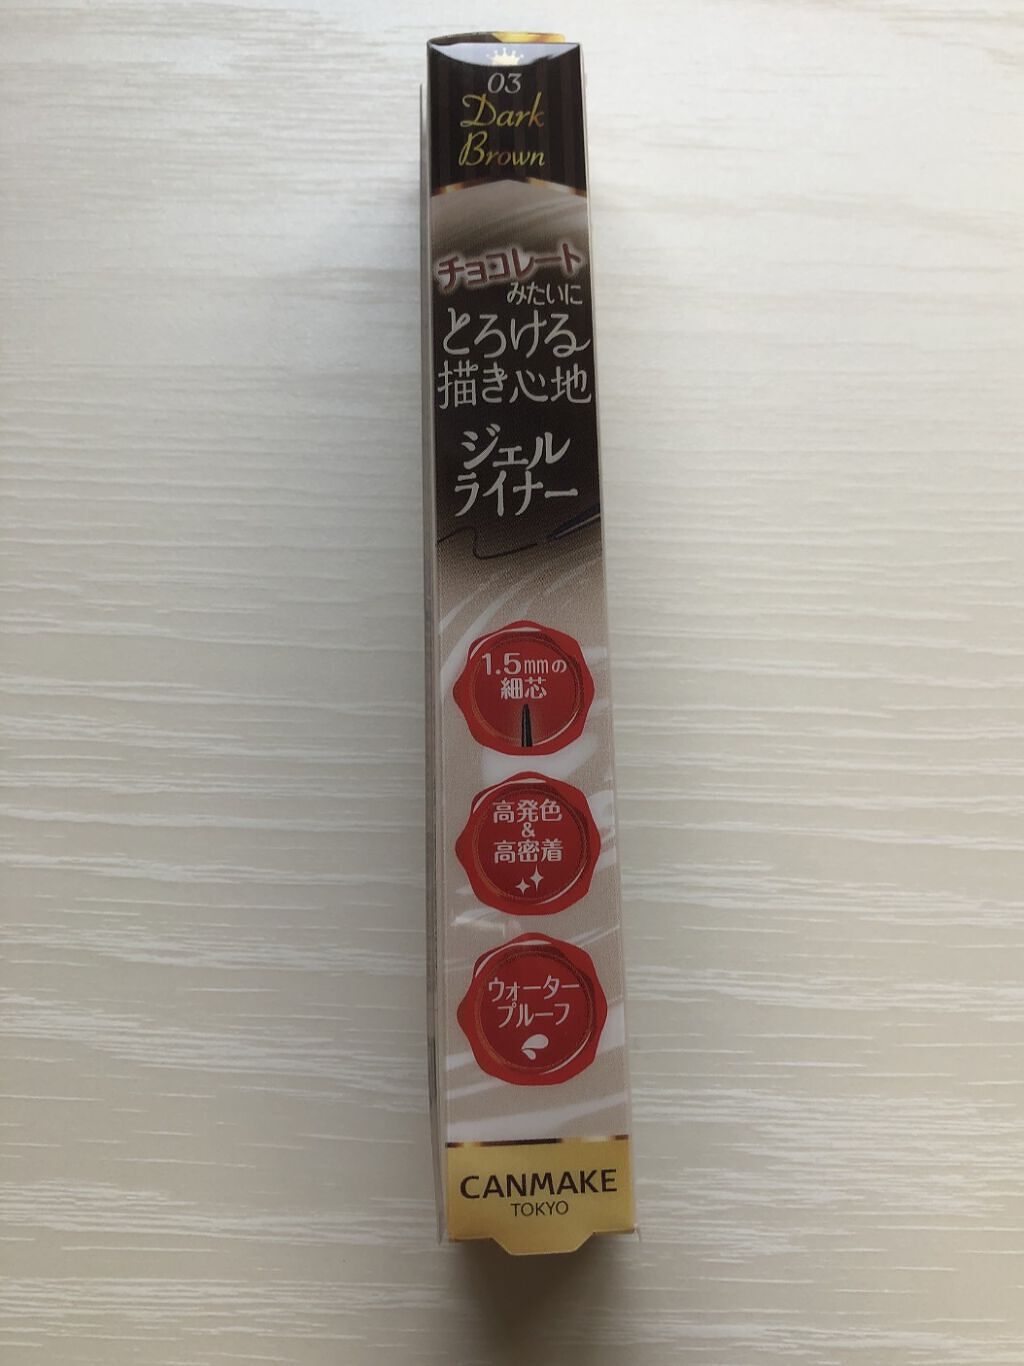 03
Dark
Brown
チョコレート
みたいに
とろける
描き心地
ジェル
ライナー
1.5mmの
細芯
高発色
&
高密着
ウォーター
プルーフ
CANMAKE
TOKYO